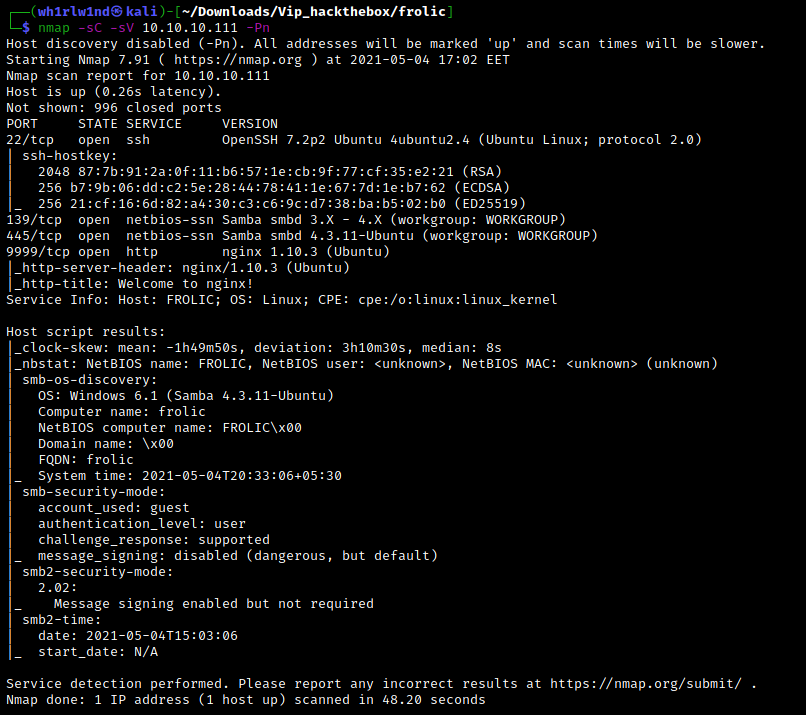 ┌──(wh1rlw1nd㉿kali)-[~/Downloads/Vip_hackthebox/frolic]
└─$ nmap -sC -sV 10.10.10.111 -Pn
Host discovery disabled (-Pn). All addresses will be marked 'up' and scan times will be slower.
Starting Nmap 7.91 ( https://nmap.org ) at 2021-05-04 17:02 EET
Nmap scan report for 10.10.10.111
Host is up (0.26s latency).
Not shown: 996 closed ports
PORT     STATE SERVICE     VERSION
22/tcp   open  ssh         OpenSSH 7.2p2 Ubuntu 4ubuntu2.4 (Ubuntu Linux; protocol 2.0)
| ssh-hostkey:
|   2048 87:7b:91:2a:0f:11:b6:57:1e:cb:9f:77:cf:35:e2:21 (RSA)
|   256 b7:9b:06:dd:c2:5e:28:44:78:41:1e:67:7d:1e:b7:62 (ECDSA)
|_  256 21:cf:16:6d:82:a4:30:c3:c6:9c:d7:38:ba:b5:02:b0 (ED25519)
139/tcp  open  netbios-ssn Samba smbd 3.X - 4.X (workgroup: WORKGROUP)
445/tcp  open  netbios-ssn Samba smbd 4.3.11-Ubuntu (workgroup: WORKGROUP)
9999/tcp open  http        nginx 1.10.3 (Ubuntu)
|_http-server-header: nginx/1.10.3 (Ubuntu)
|_http-title: Welcome to nginx!
Service Info: Host: FROLIC; OS: Linux; CPE: cpe:/o:linux:linux_kernel

Host script results:
|_clock-skew: mean: -1h49m50s, deviation: 3h10m30s, median: 8s
|_nbstat: NetBIOS name: FROLIC, NetBIOS user: <unknown>, NetBIOS MAC: <unknown> (unknown)
| smb-os-discovery:
|   OS: Windows 6.1 (Samba 4.3.11-Ubuntu)
|   Computer name: frolic
|   NetBIOS computer name: FROLIC\x00
|   Domain name: \x00
|   FQDN: frolic
|_  System time: 2021-05-04T20:33:06+05:30
| smb-security-mode:
|   account_used: guest
|   authentication_level: user
|   challenge_response: supported
|_  message_signing: disabled (dangerous, but default)
| smb2-security-mode:
|   2.02:
|_    Message signing enabled but not required
| smb2-time:
|   date: 2021-05-04T15:03:06
|_  start_date: N/A

Service detection performed. Please report any incorrect results at https://nmap.org/submit/ .
Nmap done: 1 IP address (1 host up) scanned in 48.20 seconds